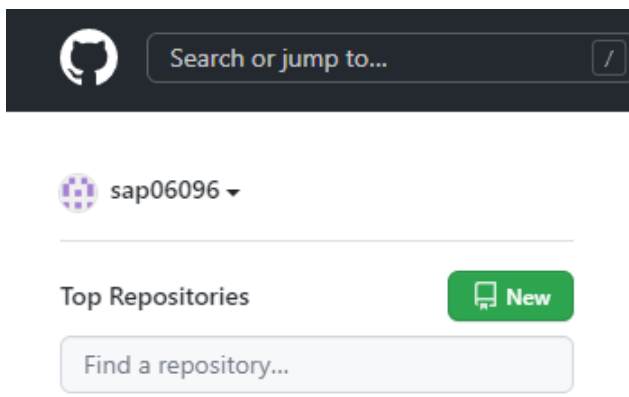 Search or jump to... /
sap06096
Top Repositories New
Find a repository...